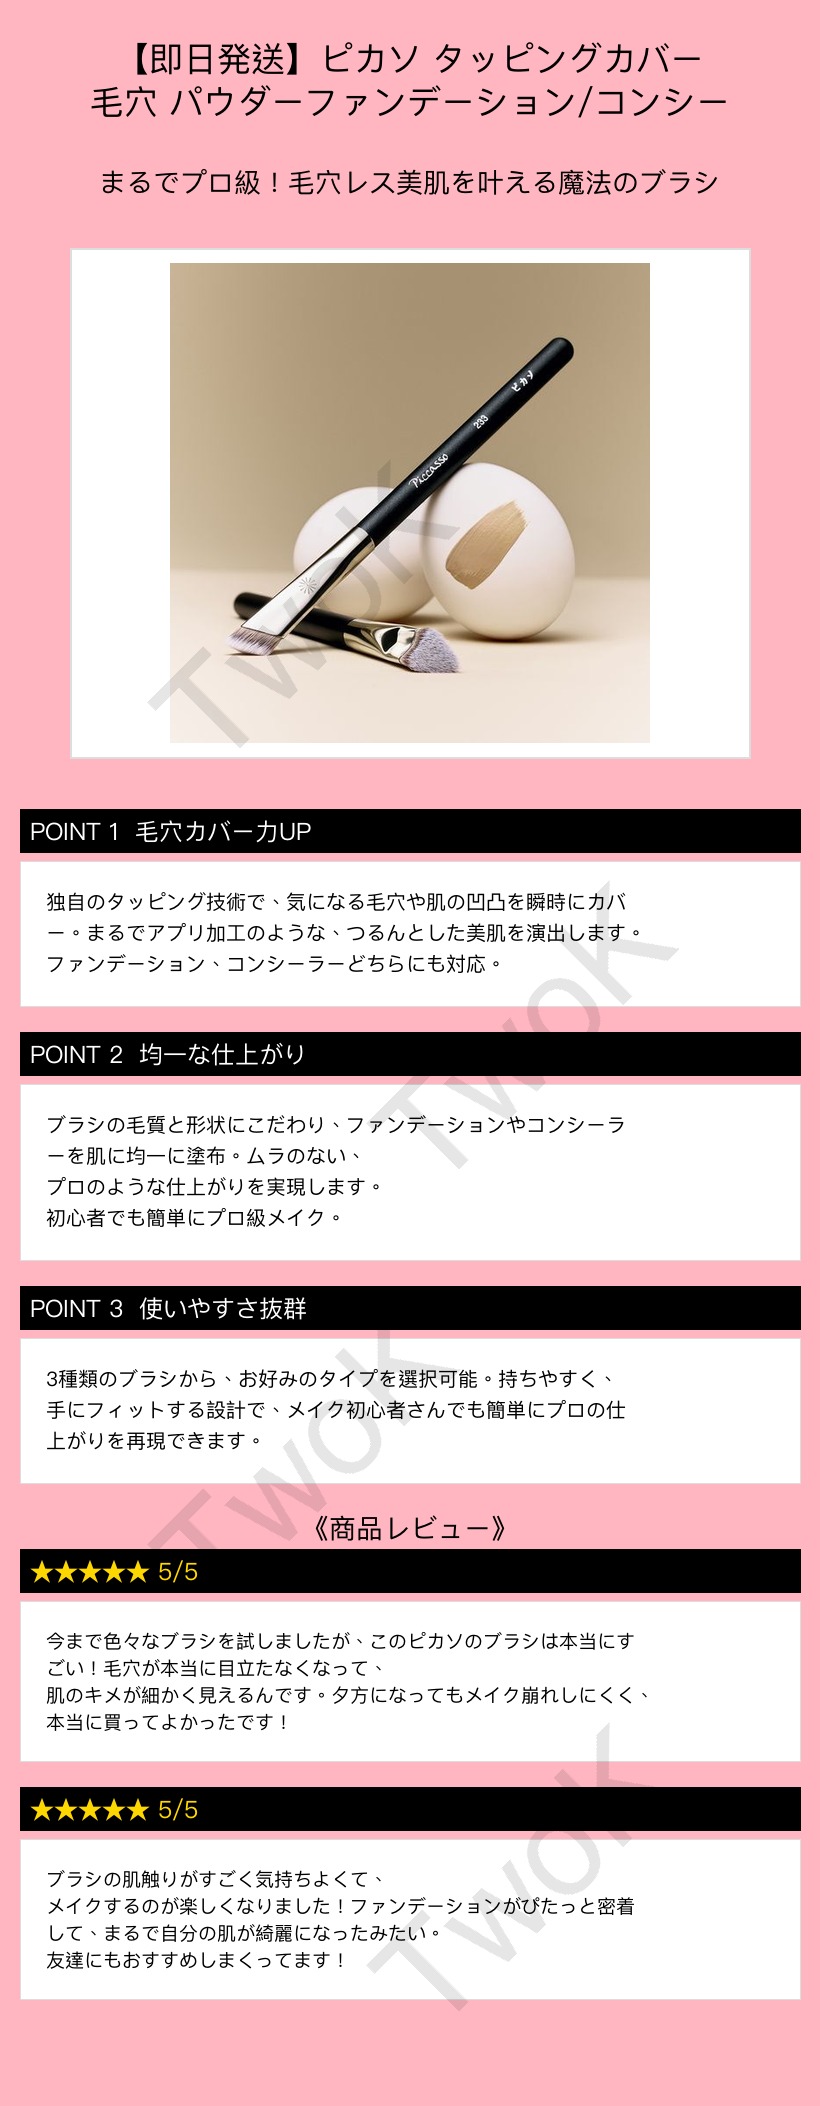 【即日発送】ピカソ タッピングカバー
毛穴 パウダーファンデーション/コンシー
まるでプロ級！毛穴レス美肌を叶える魔法のブラシ
ピカソ
233
Piccasso
TwoK
POINT 1 毛穴カバー力UP
独自のタッピング技術で、気になる毛穴や肌の凹凸を瞬時にカバ
ー。まるでアプリ加工のような、つるんとした美肌を演出します。
ファンデーション、コンシーラーどちらにも対応。
TwoK
POINT 2 均一な仕上がり
ブラシの毛質と形状にこだわり、ファンデーションやコンシーラ
ーを肌に均一に塗布。ムラのない、
プロのような仕上がりを実現します。
初心者でも簡単にプロ級メイク。
POINT 3 使いやすさ抜群
3種類のブラシから、お好みのタイプを選択可能。持ちやすく、
手にフィットする設計で、メイク初心者さんでも簡単にプロの仕
上がりを再現できます。
TwoK
《商品レビュー》
★★★★★ 5/5
今まで色々なブラシを試しましたが、このピカソのブラシは本当にす
ごい！毛穴が本当に目立たなくなって、
肌のキメが細かく見えるんです。夕方になってもメイク崩れしにくく、
本当に買ってよかったです！
★★★★★ 5/5
ブラシの肌触りがすごく気持ちよくて、
メイクするのが楽しくなりました！ファンデーションがぴたっと密着
して、まるで自分の肌が綺麗になったみたい。
友達にもおすすめしまくってます！
TwoK